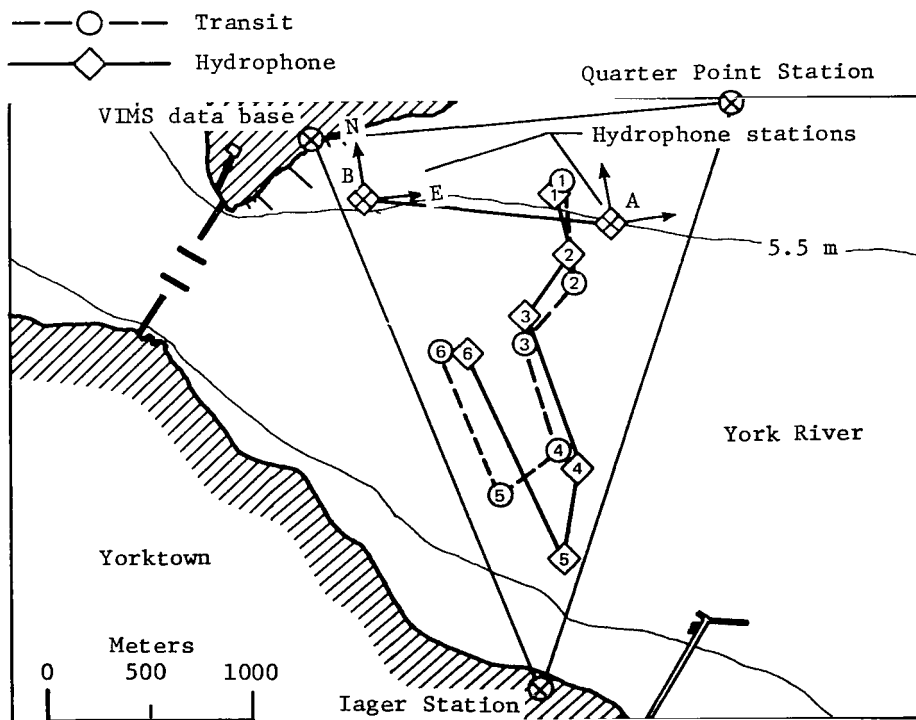 Transit
Hydrophone
Quarter Point Station
VIMS data base
N
Hydrophone stations
B
E
A
1
1
2
2
5.5 m
3
3
6
6
4
4
York River
5
5
Yorktown
Meters
0 500 1000
Iager Station